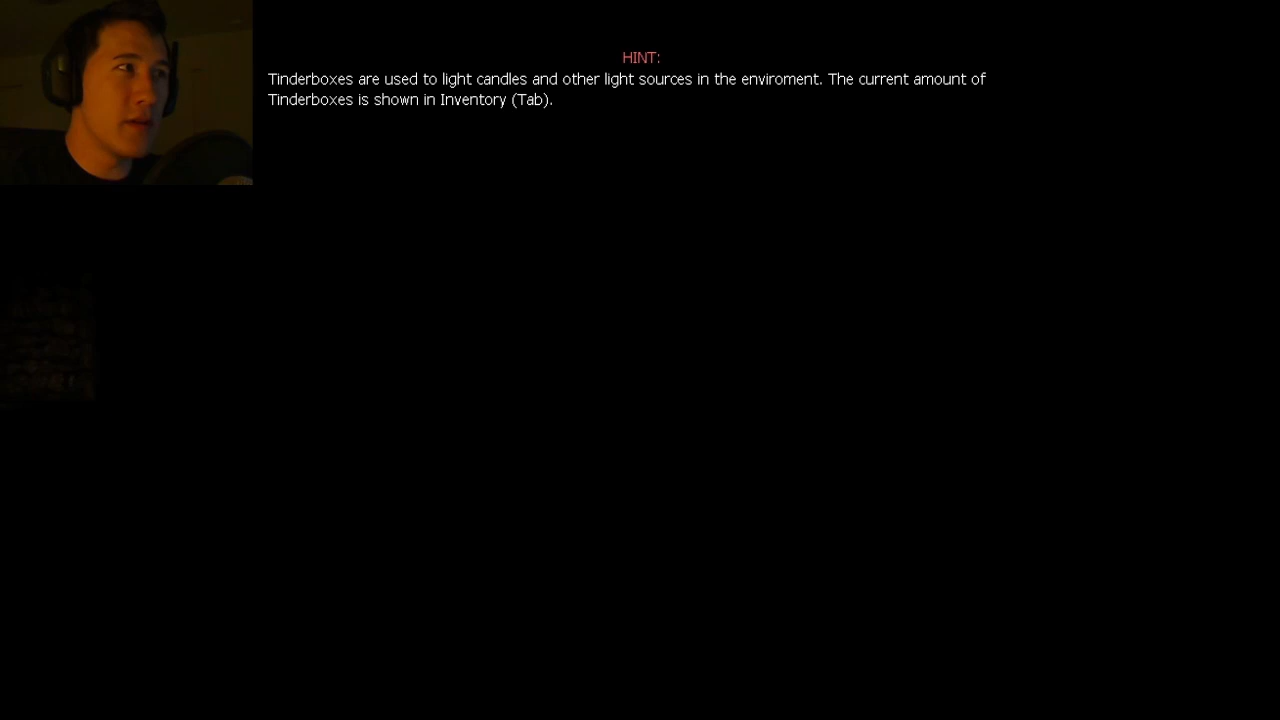 HINT:
Tinderboxes are used to light candles and other light sources in the enviroment. The current amount of
Tinderboxes is shown in Inventory (Tab).